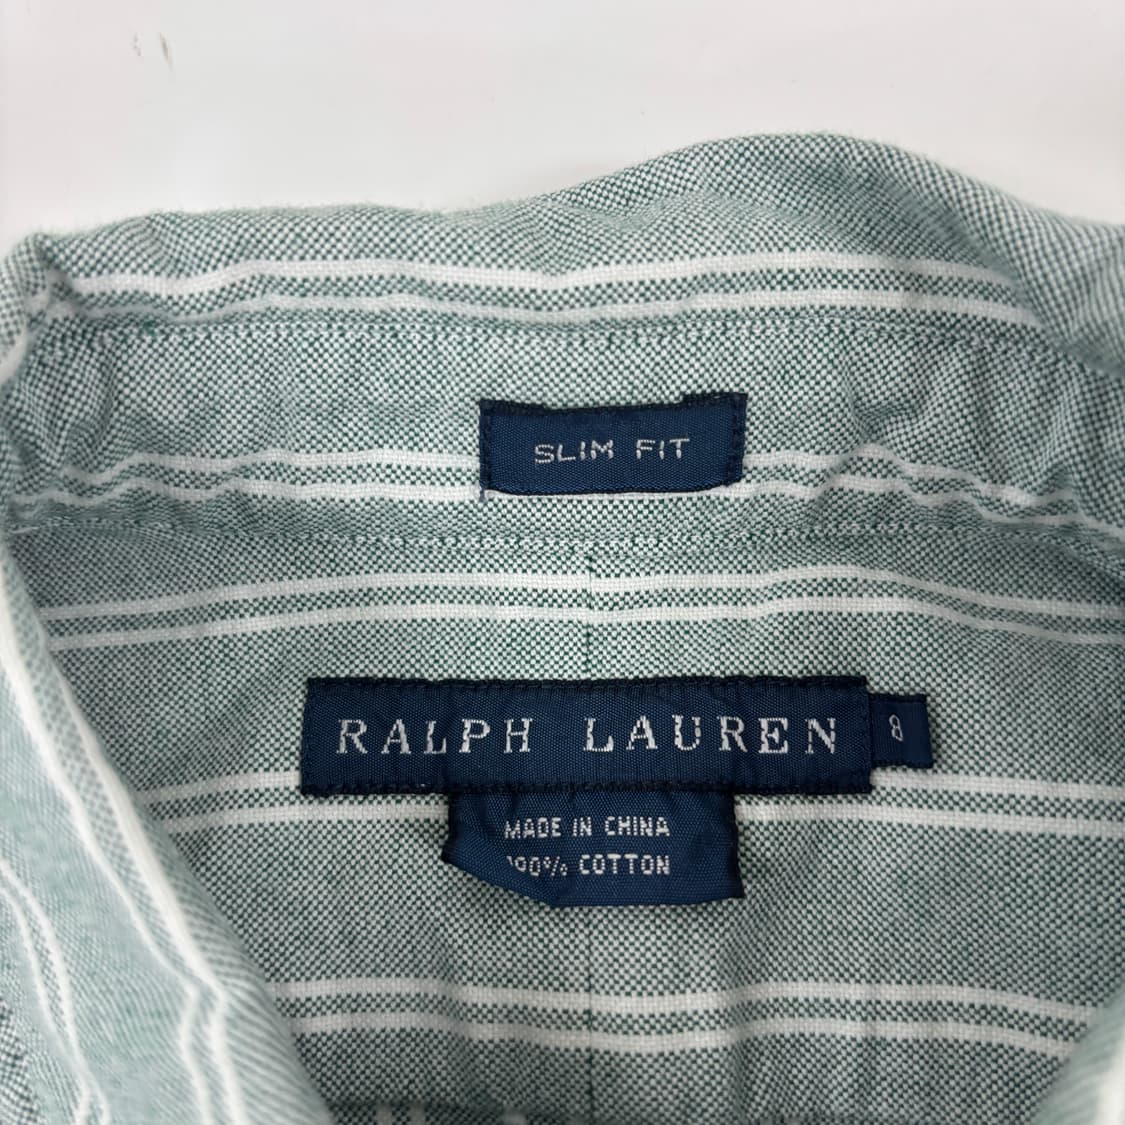 SLIM FIT
RALPH LAUREN
8
MADE IN CHINA
100% COTTON